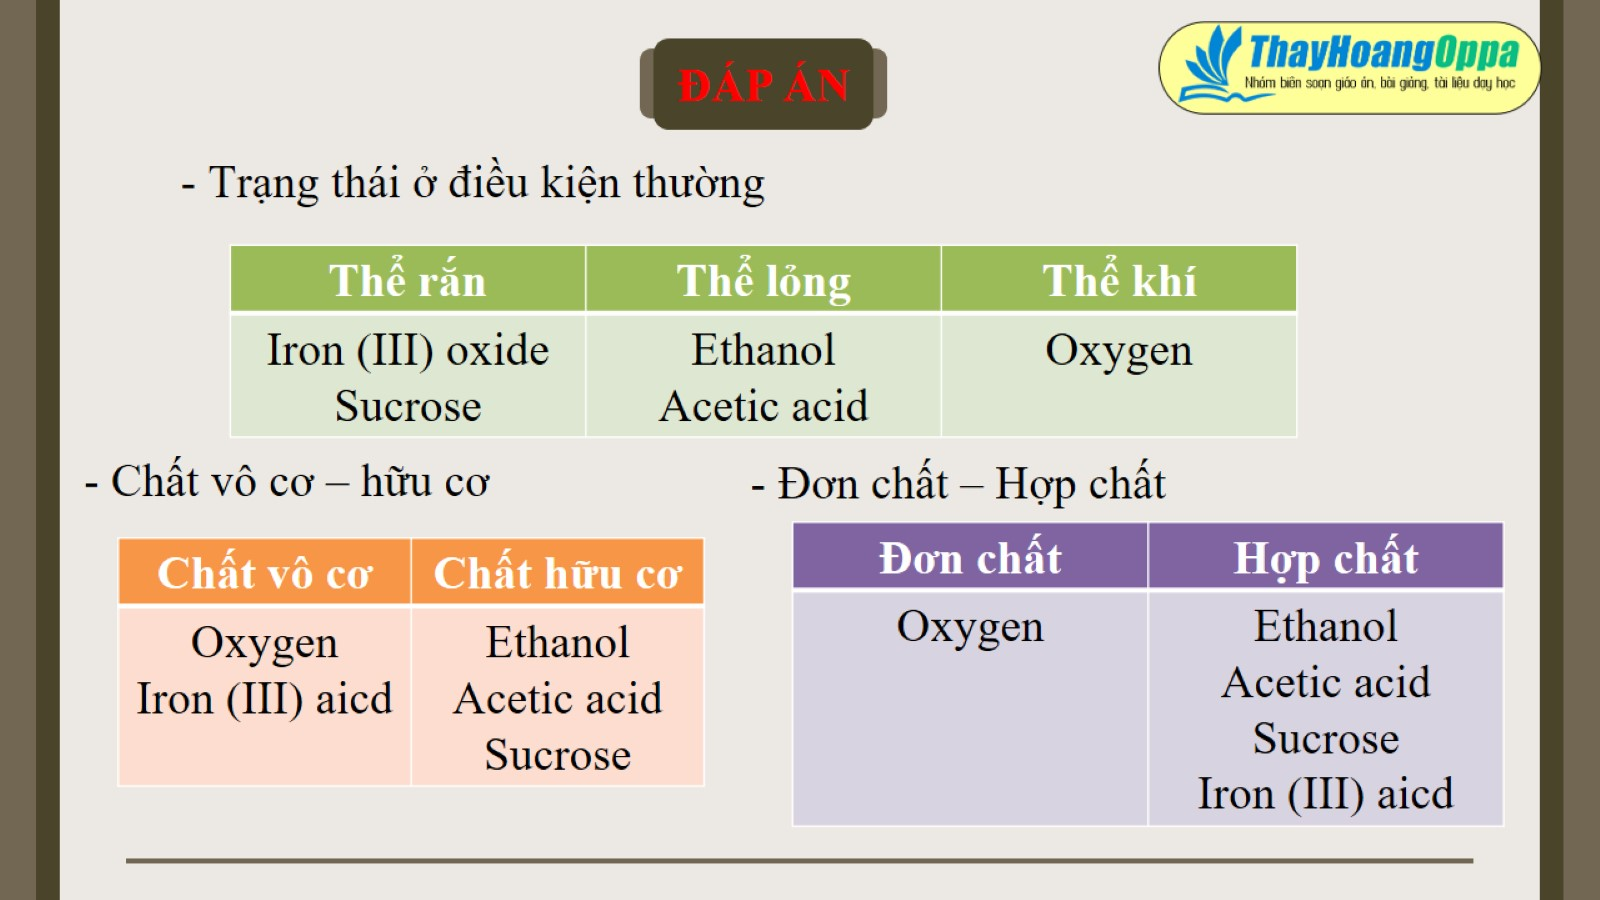 ĐÁP ÁN
ThayHoangOppa
Nhóm biên soạn giáo án, bài giảng, tài liệu dạy học
- Trạng thái ở điều kiện thường
Thể rắn Thể lỏng Thể khí
Iron (III) oxide Ethanol Oxygen
Sucrose Acetic acid
- Chất vô cơ – hữu cơ
Chất vô cơ Chất hữu cơ
Oxygen Ethanol
Iron (III) aicd Acetic acid
Sucrose
- Đơn chất – Hợp chất
Đơn chất Hợp chất
Oxygen Ethanol
Acetic acid
Sucrose
Iron (III) aicd